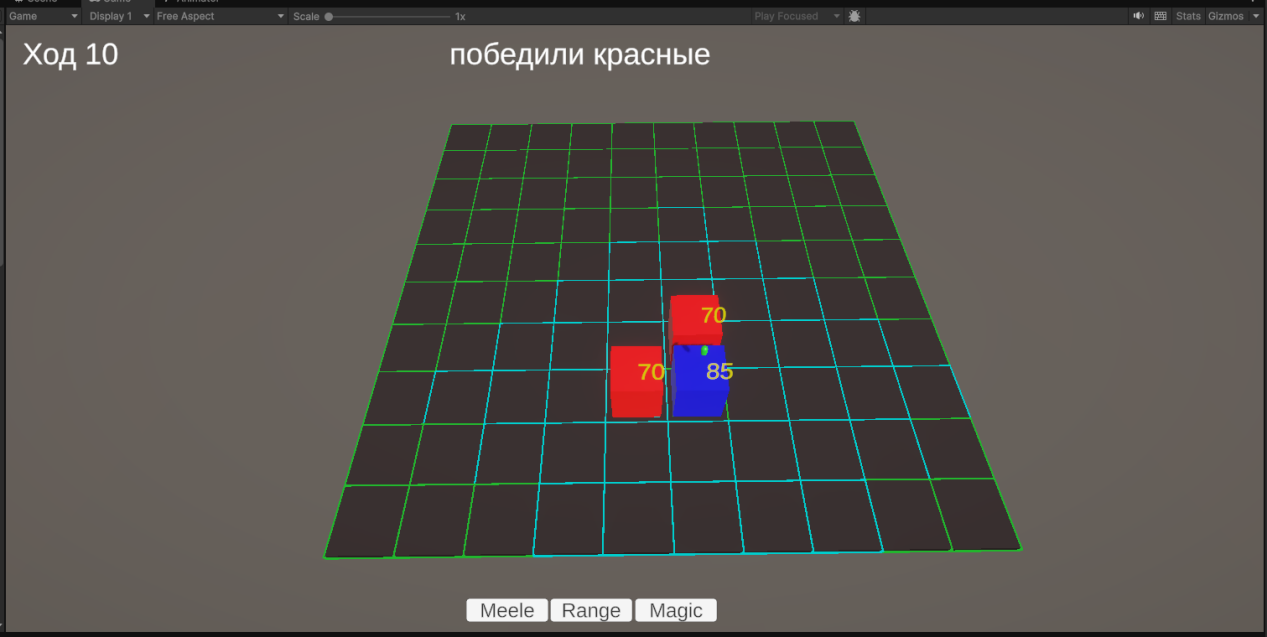 Game Display 1 Free Aspect Scale 1x Play Focused Stats Gizmos
Ход 10
победили красные
70
70
85
Meele Range Magic